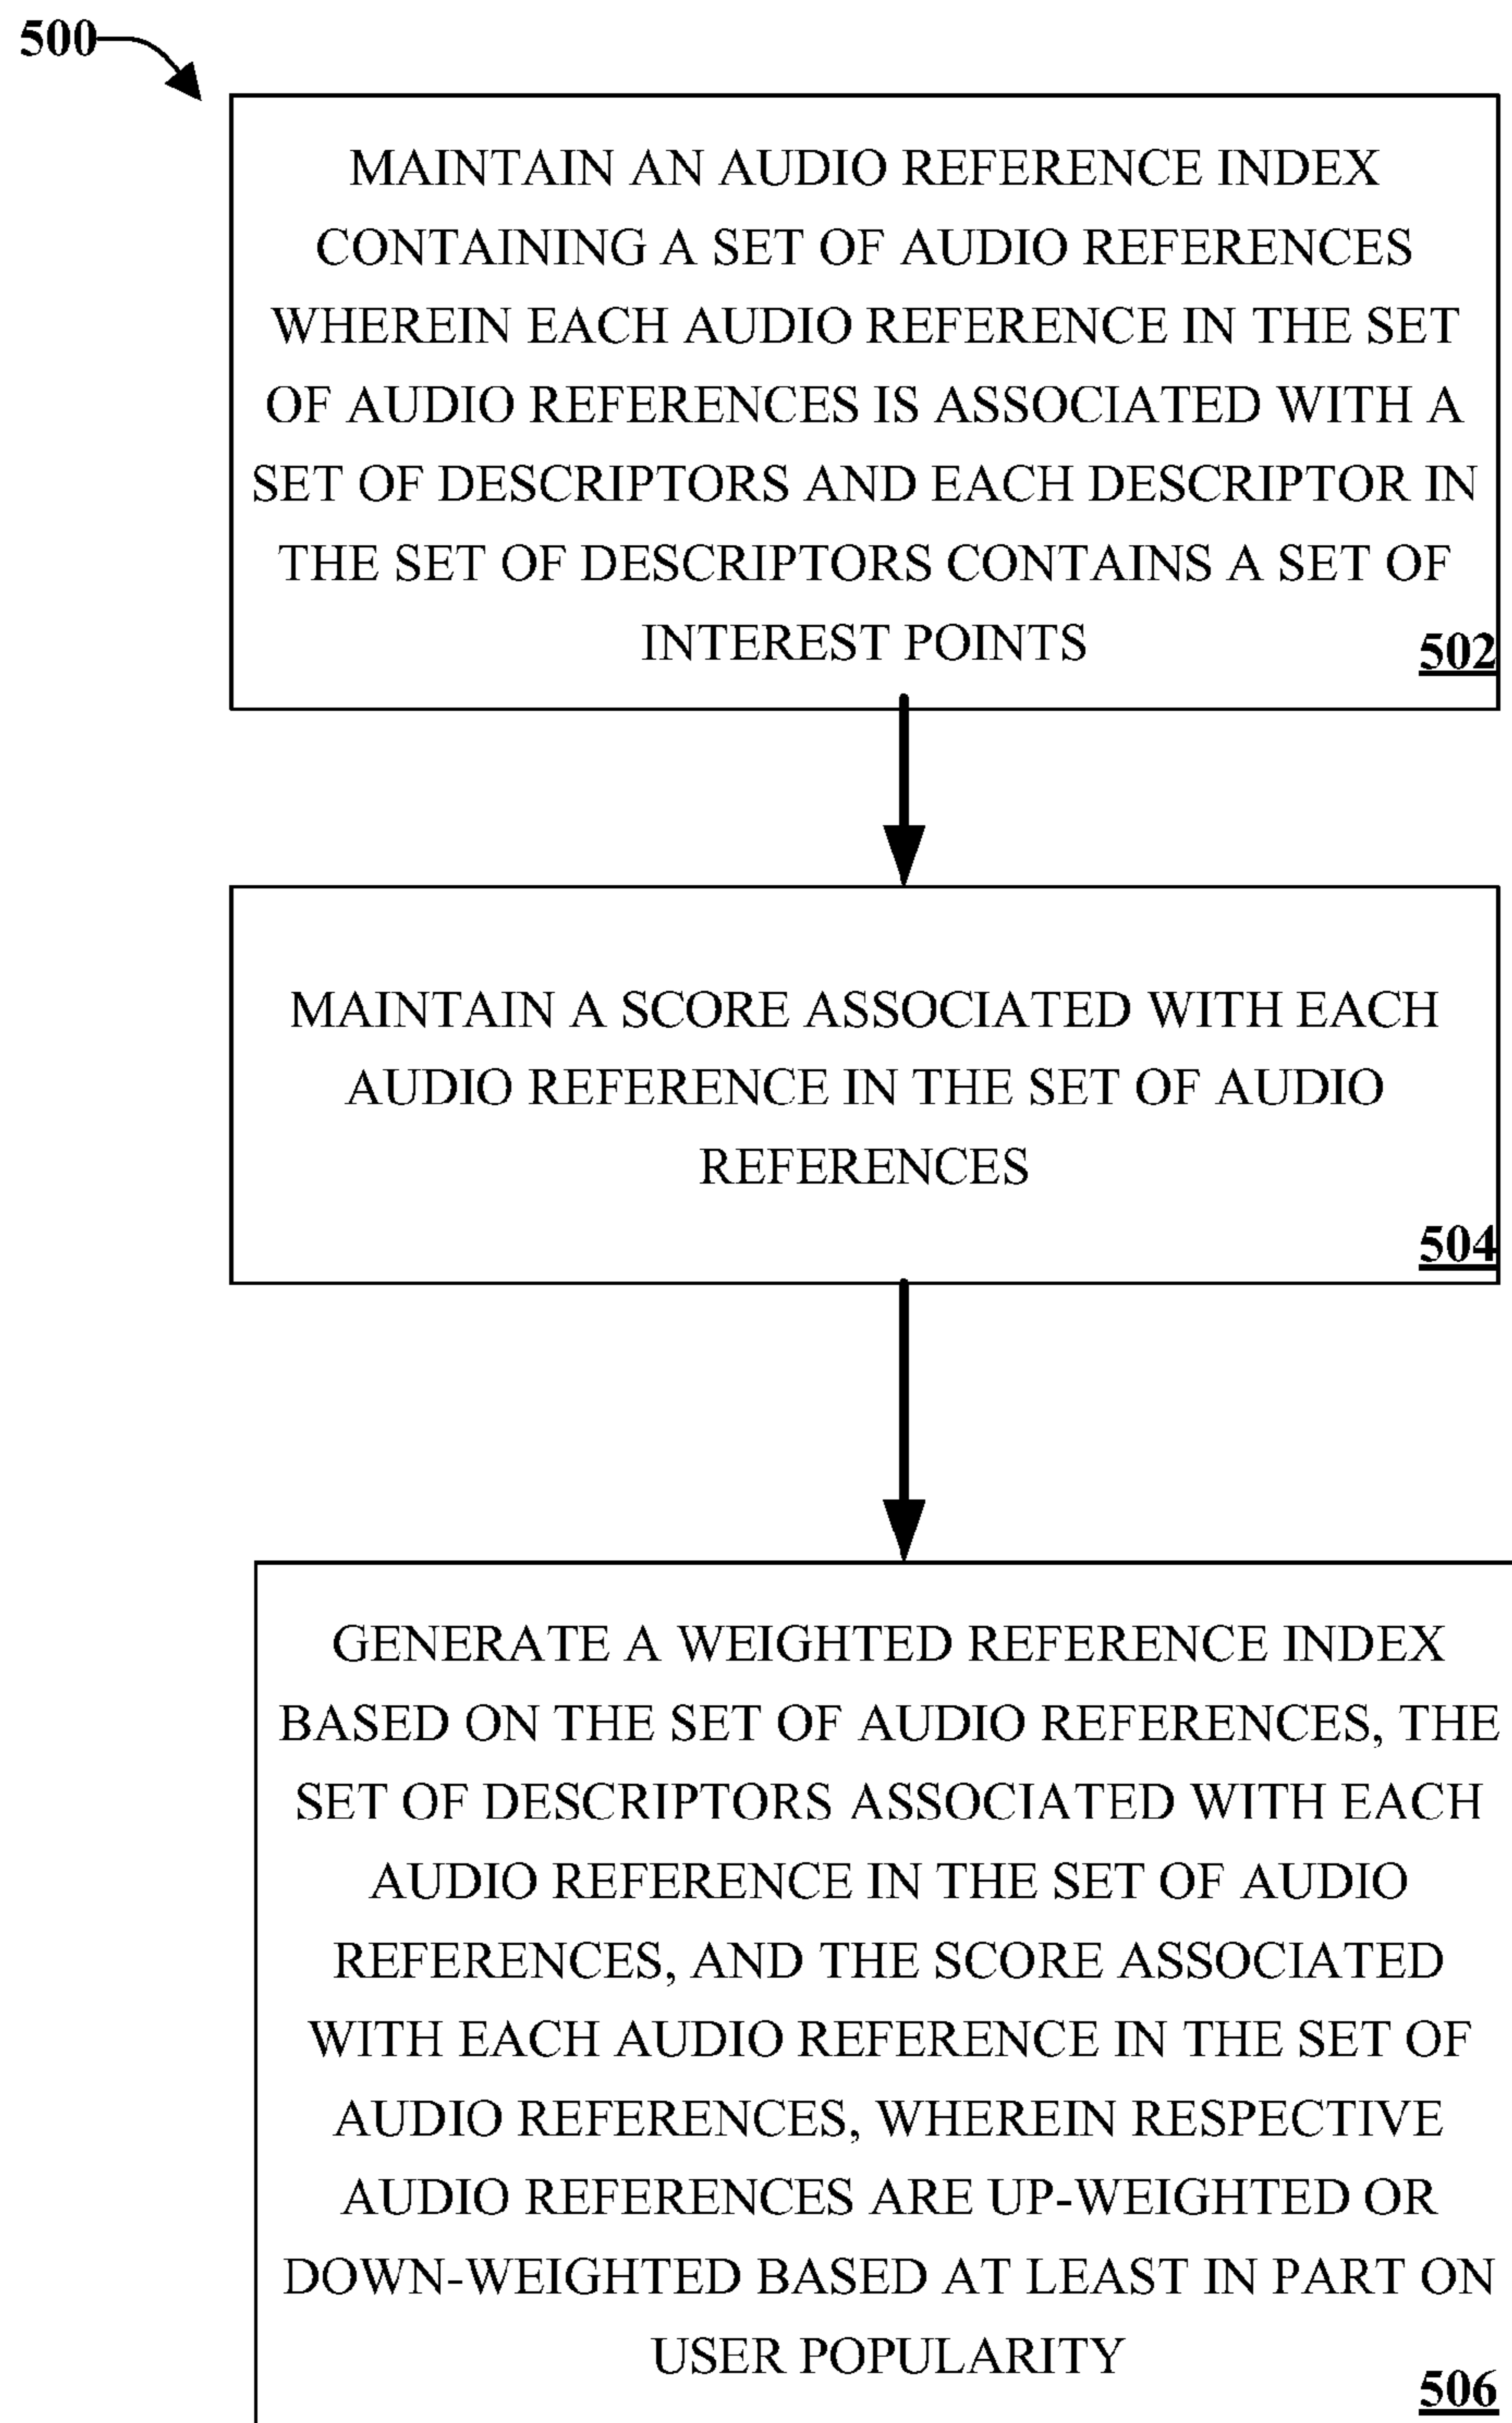 500
MAINTAIN AN AUDIO REFERENCE INDEX
CONTAINING A SET OF AUDIO REFERENCES
WHEREIN EACH AUDIO REFERENCE IN THE SET
OF AUDIO REFERENCES IS ASSOCIATED WITH A
SET OF DESCRIPTORS AND EACH DESCRIPTOR IN
THE SET OF DESCRIPTORS CONTAINS A SET OF
INTEREST POINTS
502
MAINTAIN A SCORE ASSOCIATED WITH EACH
AUDIO REFERENCE IN THE SET OF AUDIO
REFERENCES
504
GENERATE A WEIGHTED REFERENCE INDEX
BASED ON THE SET OF AUDIO REFERENCES, THE
SET OF DESCRIPTORS ASSOCIATED WITH EACH
AUDIO REFERENCE IN THE SET OF AUDIO
REFERENCES, AND THE SCORE ASSOCIATED
WITH EACH AUDIO REFERENCE IN THE SET OF
AUDIO REFERENCES, WHEREIN RESPECTIVE
AUDIO REFERENCES ARE UP-WEIGHTED OR
DOWN-WEIGHTED BASED AT LEAST IN PART ON
USER POPULARITY
506